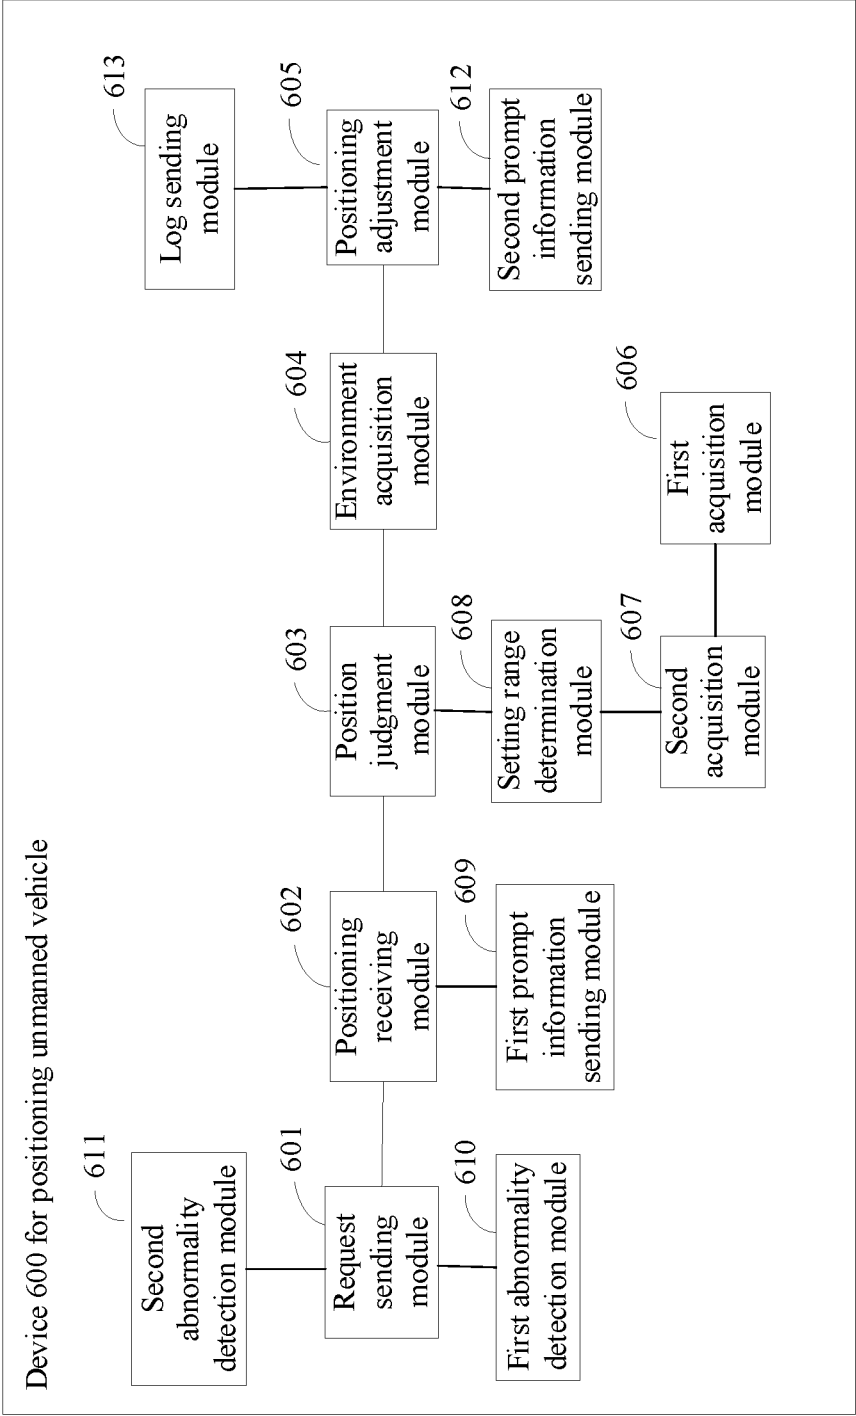 Device 600 for positioning unmanned vehicle
611
Second
abnormality
detection module
613
Log sending
module
601
Request
sending
module
602
Positioning
receiving
module
603
Position
judgment
module
604
Environment
acquisition
module
605
Positioning
adjustment
module
610
First abnormality
detection module
609
First prompt
information
sending module
608
Setting range
determination
module
612
Second prompt
information
sending module
607
Second
acquisition
module
606
First
acquisition
module